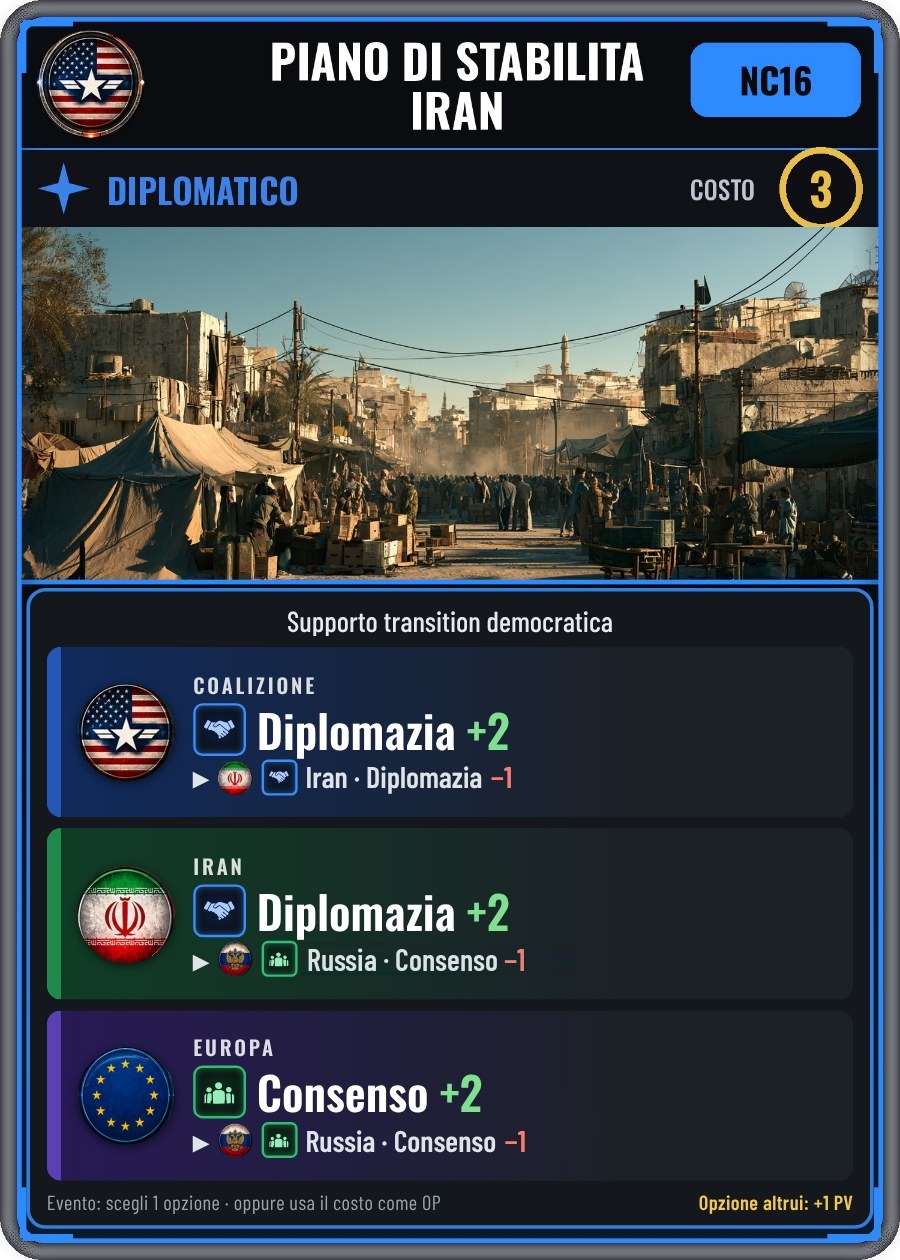 PIANO DI STABILITA
IRAN
NC16
DIPLOMATICO
COSTO
3
Supporto transition democratica
COALIZIONE
Diplomazia +2
▶ Iran · Diplomazia −1
IRAN
Diplomazia +2
▶ Russia · Consenso −1
EUROPA
Consenso +2
▶ Russia · Consenso −1
Evento: scegli 1 opzione · oppure usa il costo come OP
Opzione altrui: +1 PV